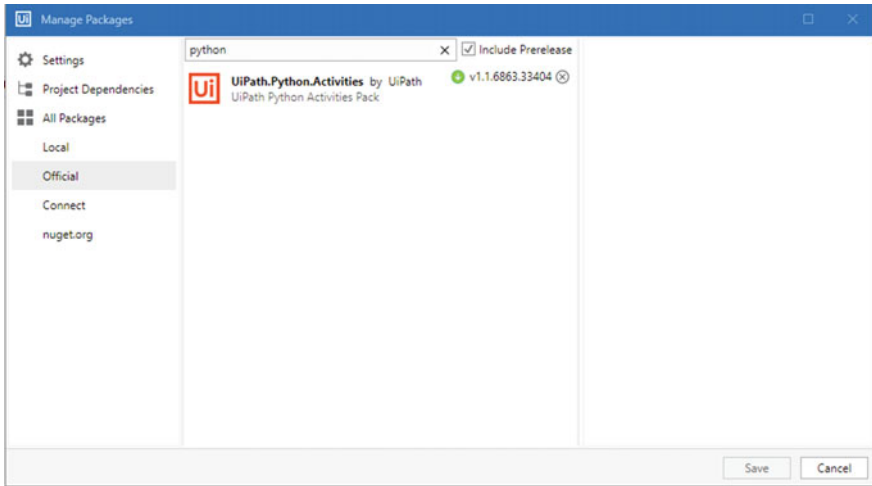 Ui Manage Packages
Settings
Project Dependencies
All Packages
Local
Official
Connect
nuget.org
python
Include Prerelease
Ui
UiPath.Python.Activities by UiPath
v1.1.6863.33404
UiPath Python Activities Pack
Save
Cancel